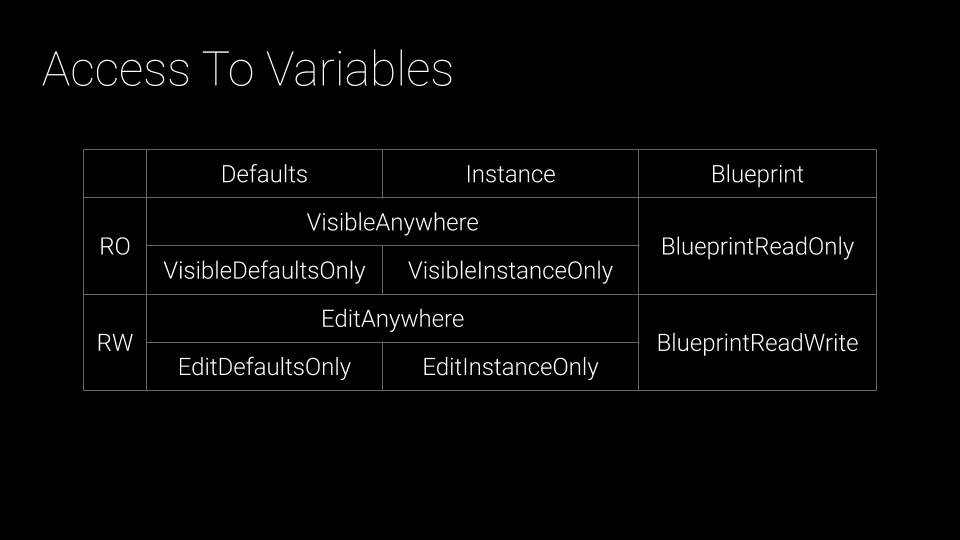 Access To Variables
Defaults Instance Blueprint
RO
VisibleAnywhere
VisibleDefaultsOnly VisibleInstanceOnly
BlueprintReadOnly
RW
EditAnywhere
EditDefaultsOnly EditInstanceOnly
BlueprintReadWrite